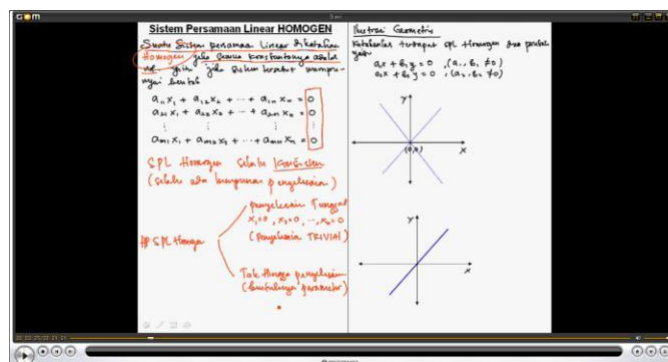 GOM
Sistem Persamaan Linear HOMOGEN
Suatu Sistem persamaan Linear dikatakan
Homogen jika semua konstantanya adalah
nol yaitu jika sistem tersebut mempu-
nyai bentuk
a₁₁x₁ + a₁₂x₂ + ··· + a₁ₙxₙ = 0
a₂₁x₁ + a₂₂x₂ + ··· + a₂ₙxₙ = 0
⋮ ⋮ ⋮
aₘ₁x₁ + aₘ₂x₂ + ··· + aₘₙxₙ = 0
SPL Homogen selalu konsisten
(selalu ada himpunan penyelesaian)
penyelesaian Tunggal
x₁=0, x₂=0, ··, xₙ=0
(Penyelesaian TRIVIAL)
HP SPL Homogen
Tak Hingga penyelesaian
(bentuknya parameter)
Ilustrasi Geometris
terhadap SPL Homogen dua
yaitu
a₁x + b₁y = 0 , (a₁, b₁ ≠0)
a₂x + b₂y = 0 , (a₂, b₂ ≠0)
y
(0,0)
x
y
x